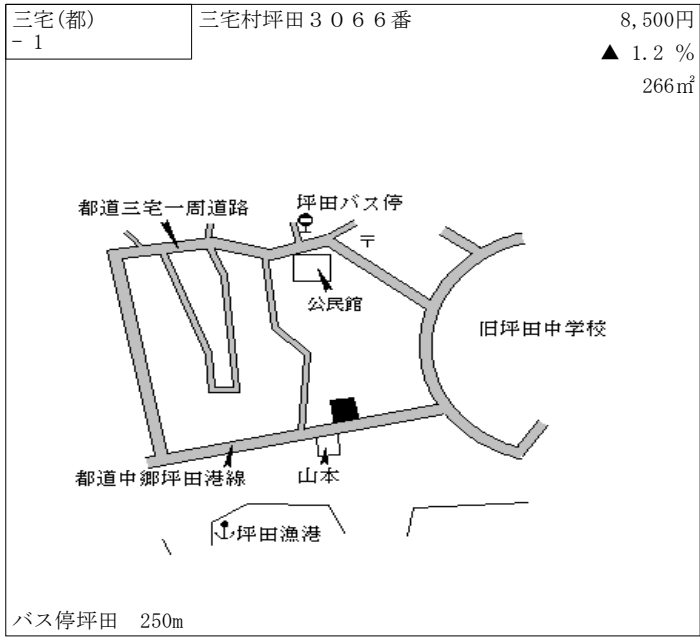 三宅(都)
－ 1
三宅村坪田３０６６番
8,500円
▲ 1.2 %
266㎡
坪田バス停
都道三宅一周道路
〒
公民館
旧坪田中学校
都道中郷坪田港線
山本
坪田漁港
バス停坪田　250m